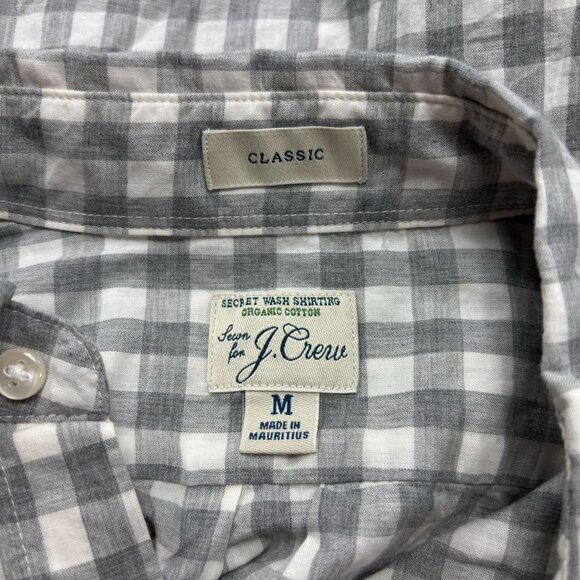 CLASSIC
SECRET WASH SHIRTING
ORGANIC COTTON
Sewn for J.Crew
M
MADE IN
MAURITIUS